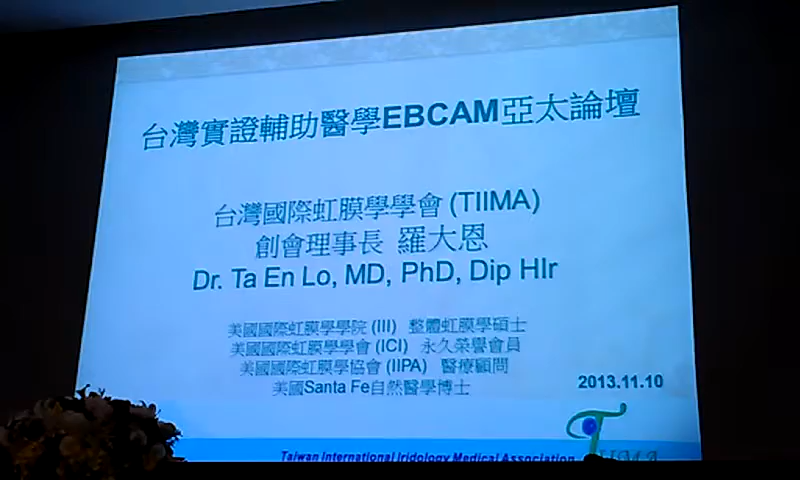 台灣實證輔助醫學EBCAM亞太論壇
台灣國際虹膜學學會 (TIIMA)
創會理事長 羅大恩
Dr. Ta En Lo, MD, PhD, Dip HIr
美國國際虹膜學學院 (III) 整體虹膜學碩士
美國國際虹膜學學會 (ICI) 永久榮譽會員
美國國際虹膜學協會 (IIPA) 醫療顧問
美國Santa Fe自然醫學博士
2013.11.10
Taiwan International Iridology Medical Association
TIIMA